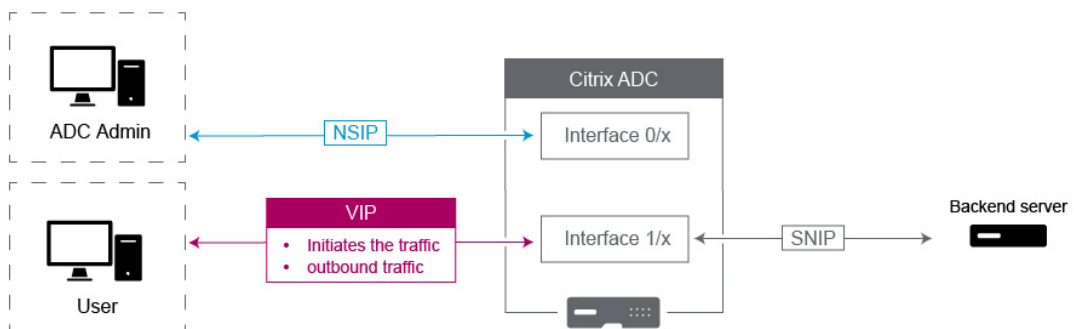 Citrix ADC
ADC Admin
NSIP
Interface 0/x
VIP
• Initiates the traffic
• outbound traffic
Interface 1/x
SNIP
Backend server
User